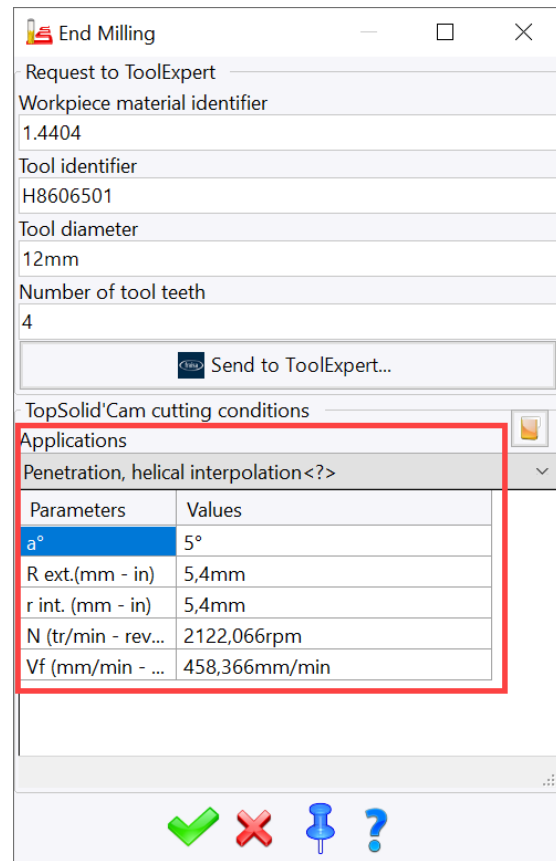 End Milling
Request to ToolExpert
Workpiece material identifier
1.4404
Tool identifier
H8606501
Tool diameter
12mm
Number of tool teeth
4
fraisa Send to ToolExpert...
TopSolid'Cam cutting conditions
Applications
Penetration, helical interpolation<?>
Parameters Values
a° 5°
R ext.(mm - in) 5,4mm
r int. (mm - in) 5,4mm
N (tr/min - rev... 2122,066rpm
Vf (mm/min - ... 458,366mm/min
?